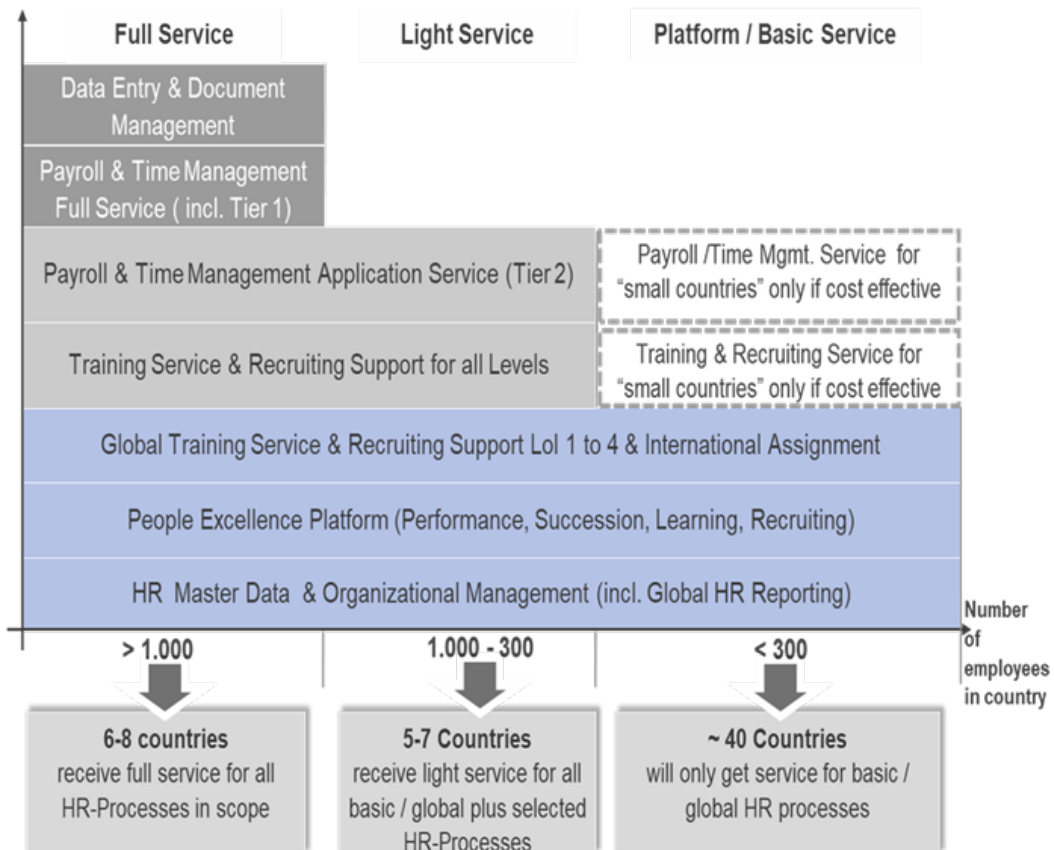 Full Service
Light Service
Platform / Basic Service
Data Entry & Document
Management
Payroll & Time Management
Full Service ( incl. Tier 1)
Payroll & Time Management Application Service (Tier 2)
Payroll /Time Mgmt. Service for
“small countries” only if cost effective
Training Service & Recruiting Support for all Levels
Training & Recruiting Service for
“small countries” only if cost effective
Global Training Service & Recruiting Support Lol 1 to 4 & International Assignment
People Excellence Platform (Performance, Succession, Learning, Recruiting)
HR Master Data & Organizational Management (incl. Global HR Reporting)
Number
of
employees
in country
> 1.000
1.000 - 300
< 300
6-8 countries
receive full service for all
HR-Processes in scope
5-7 Countries
receive light service for all
basic / global plus selected
HR-Processes
~ 40 Countries
will only get service for basic /
global HR processes